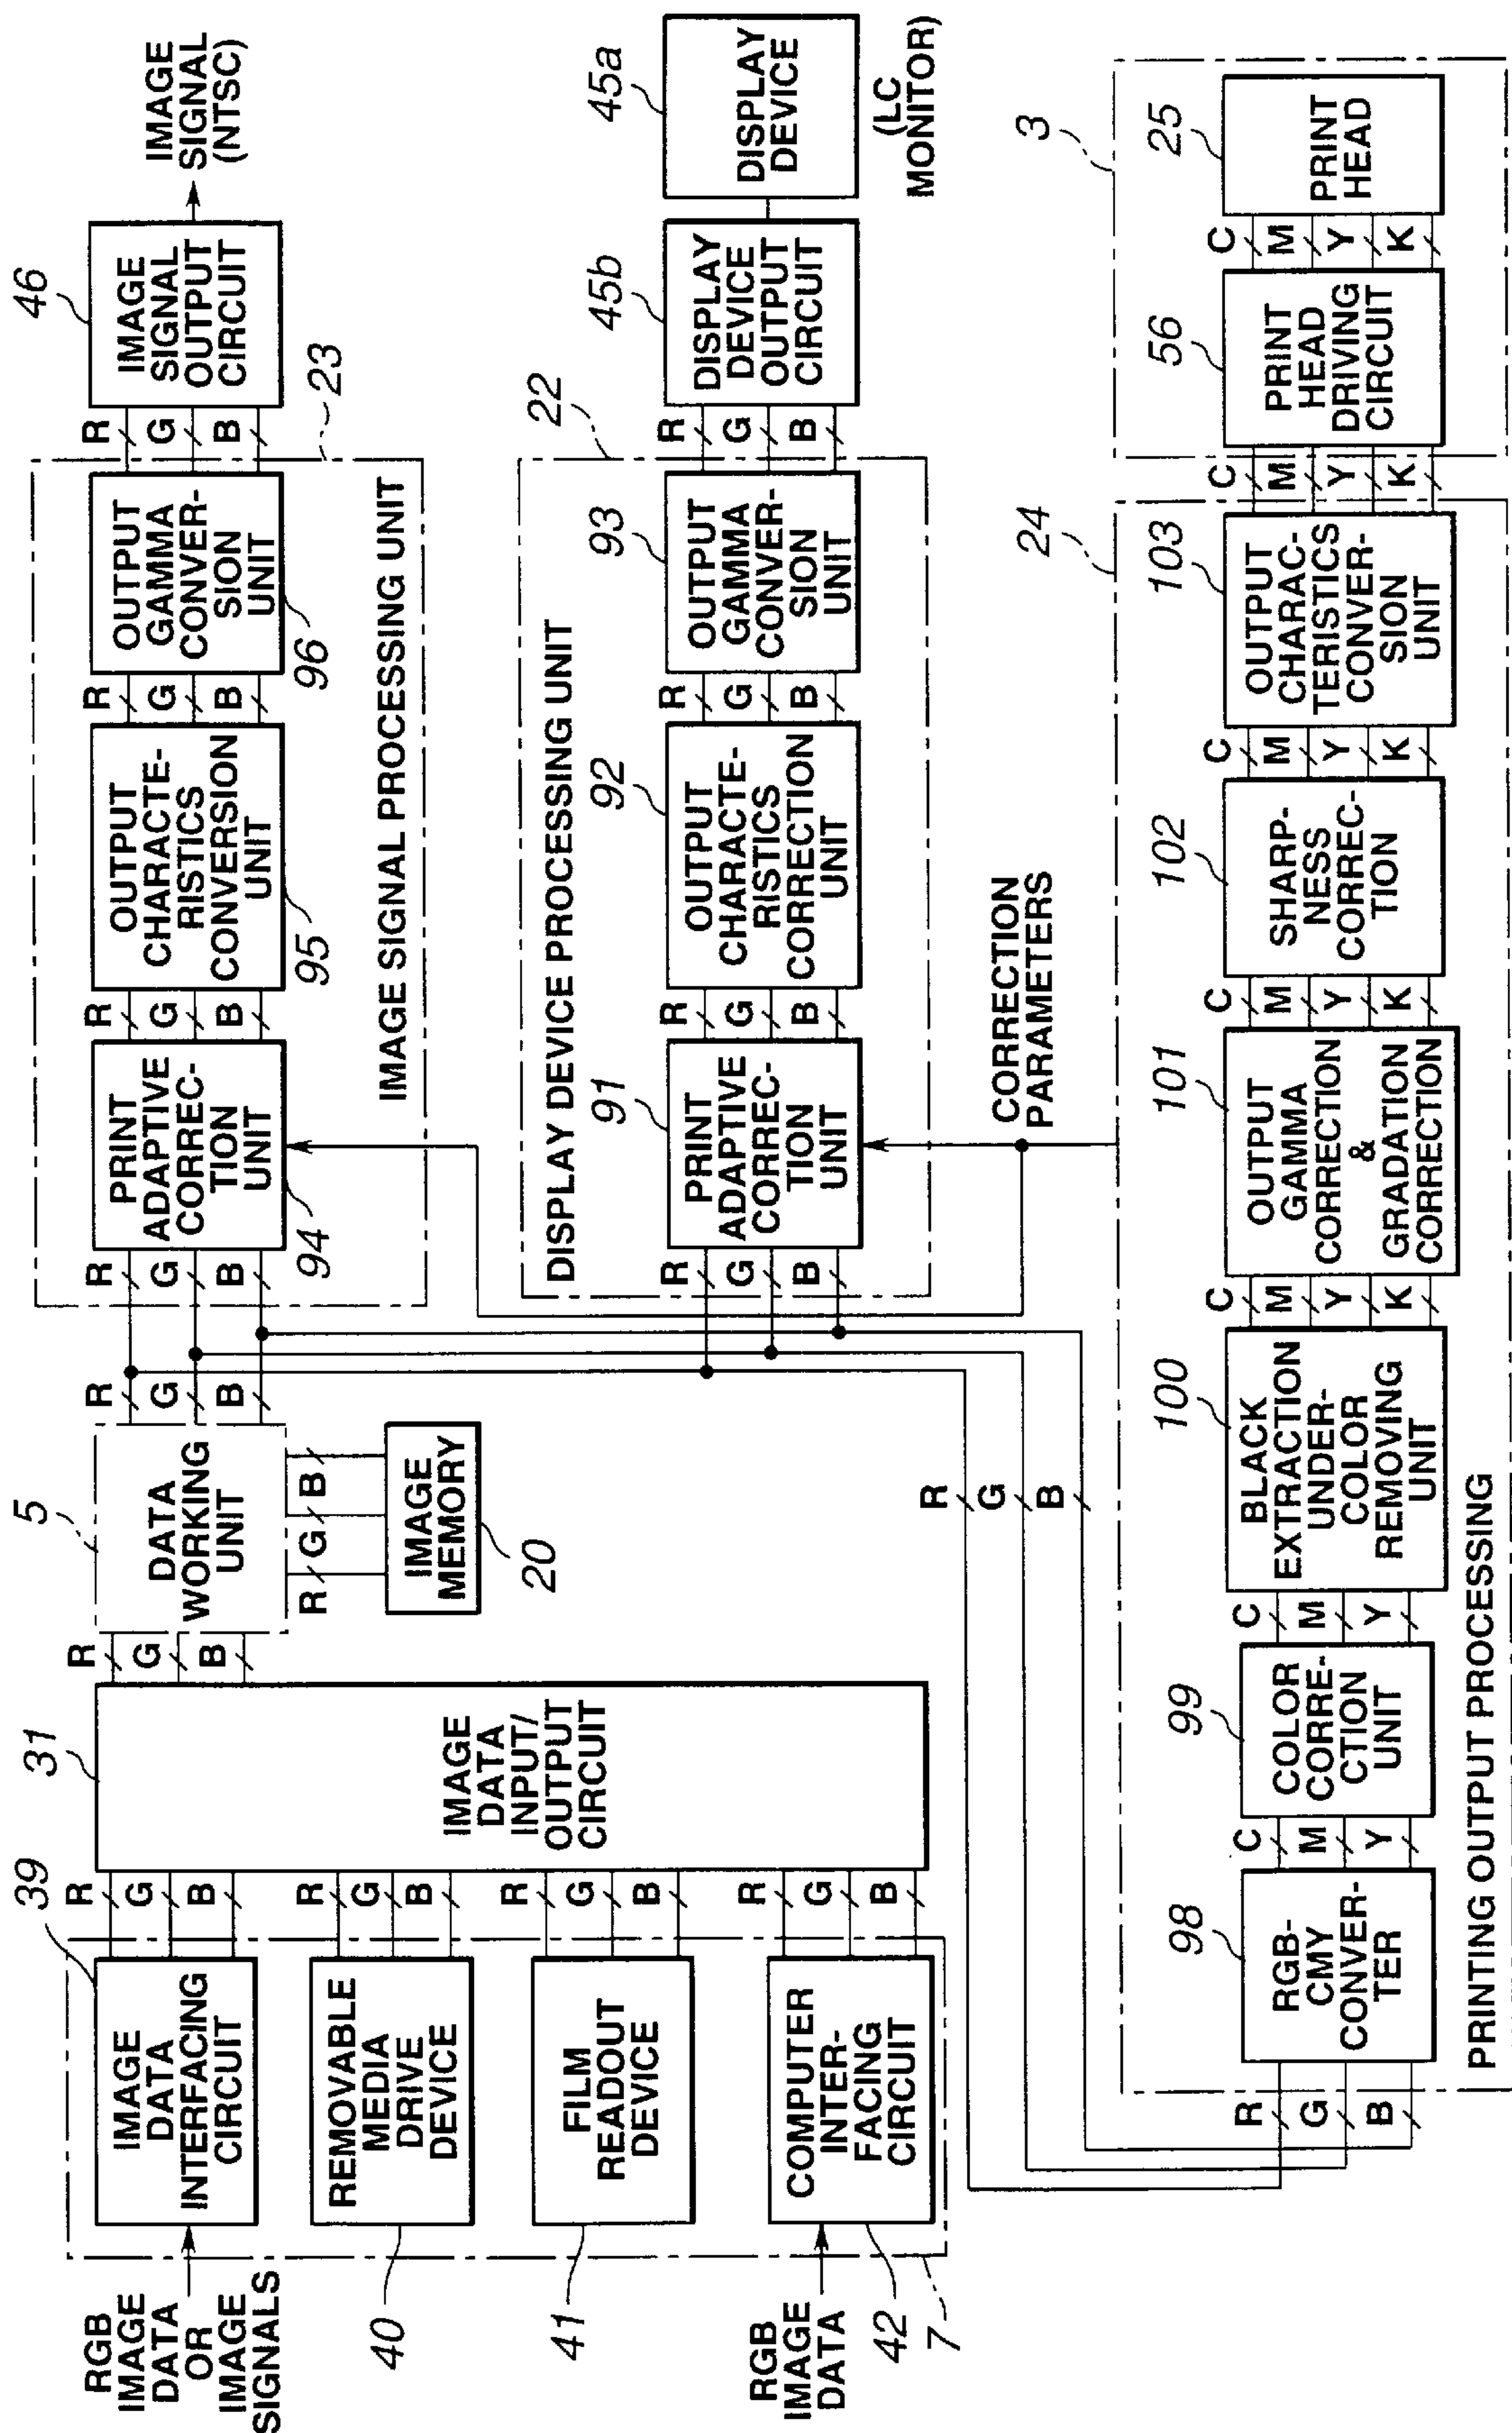 RGB
IMAGE
DATA
OR
IMAGE
SIGNALS
39
IMAGE
DATA
INTERFACING
CIRCUIT
R
G
B
REMOVABLE
MEDIA
DRIVE
DEVICE
40
R
G
B
FILM
READOUT
DEVICE
41
R
G
B
RGB
IMAGE
DATA
COMPUTER
INTER-
FACING
CIRCUIT
42
7
R
G
B
31
IMAGE
DATA
INPUT/
OUTPUT
CIRCUIT
R
G
B
5
DATA
WORKING
UNIT
R
G
B
IMAGE
MEMORY
20
R
G
B
R
G
B
PRINT
ADAPTIVE
CORREC-
TION
UNIT
94
R
G
B
OUTPUT
CHARACTE-
RISTICS
CONVERSION
UNIT
95
R
G
B
OUTPUT
GAMMA
CONVER-
SION
UNIT
96
IMAGE SIGNAL PROCESSING UNIT
23
R
G
B
46
IMAGE
SIGNAL
OUTPUT
CIRCUIT
IMAGE
SIGNAL
(NTSC)
DISPLAY DEVICE PROCESSING UNIT
22
R
G
B
91
PRINT
ADAPTIVE
CORREC-
TION
UNIT
R
G
B
92
OUTPUT
CHARACTE-
RISTICS
CORRECTION
UNIT
R
G
B
93
OUTPUT
GAMMA
CONVER-
SION
UNIT
R
G
B
45b
DISPLAY
DEVICE
OUTPUT
CIRCUIT
45a
DISPLAY
DEVICE
(LC
MONITOR)
CORRECTION
PARAMETERS
R
G
B
R
G
B
98
RGB-
CMY
CONVER-
TER
C
M
Y
99
COLOR
CORRE-
CTION
UNIT
C
M
Y
100
BLACK
EXTRACTION
UNDER-
COLOR
REMOVING
UNIT
C
M
Y
K
101
OUTPUT
GAMMA
CORRECTION
&
GRADATION
CORRECTION
C
M
Y
K
102
SHARP-
NESS
CORREC-
TION
C
M
Y
K
103
OUTPUT
CHARAC-
TERISTICS
CONVER-
SION
UNIT
24
PRINTING OUTPUT PROCESSING
C
M
Y
K
56
PRINT
HEAD
DRIVING
CIRCUIT
C
M
Y
K
25
PRINT
HEAD
3